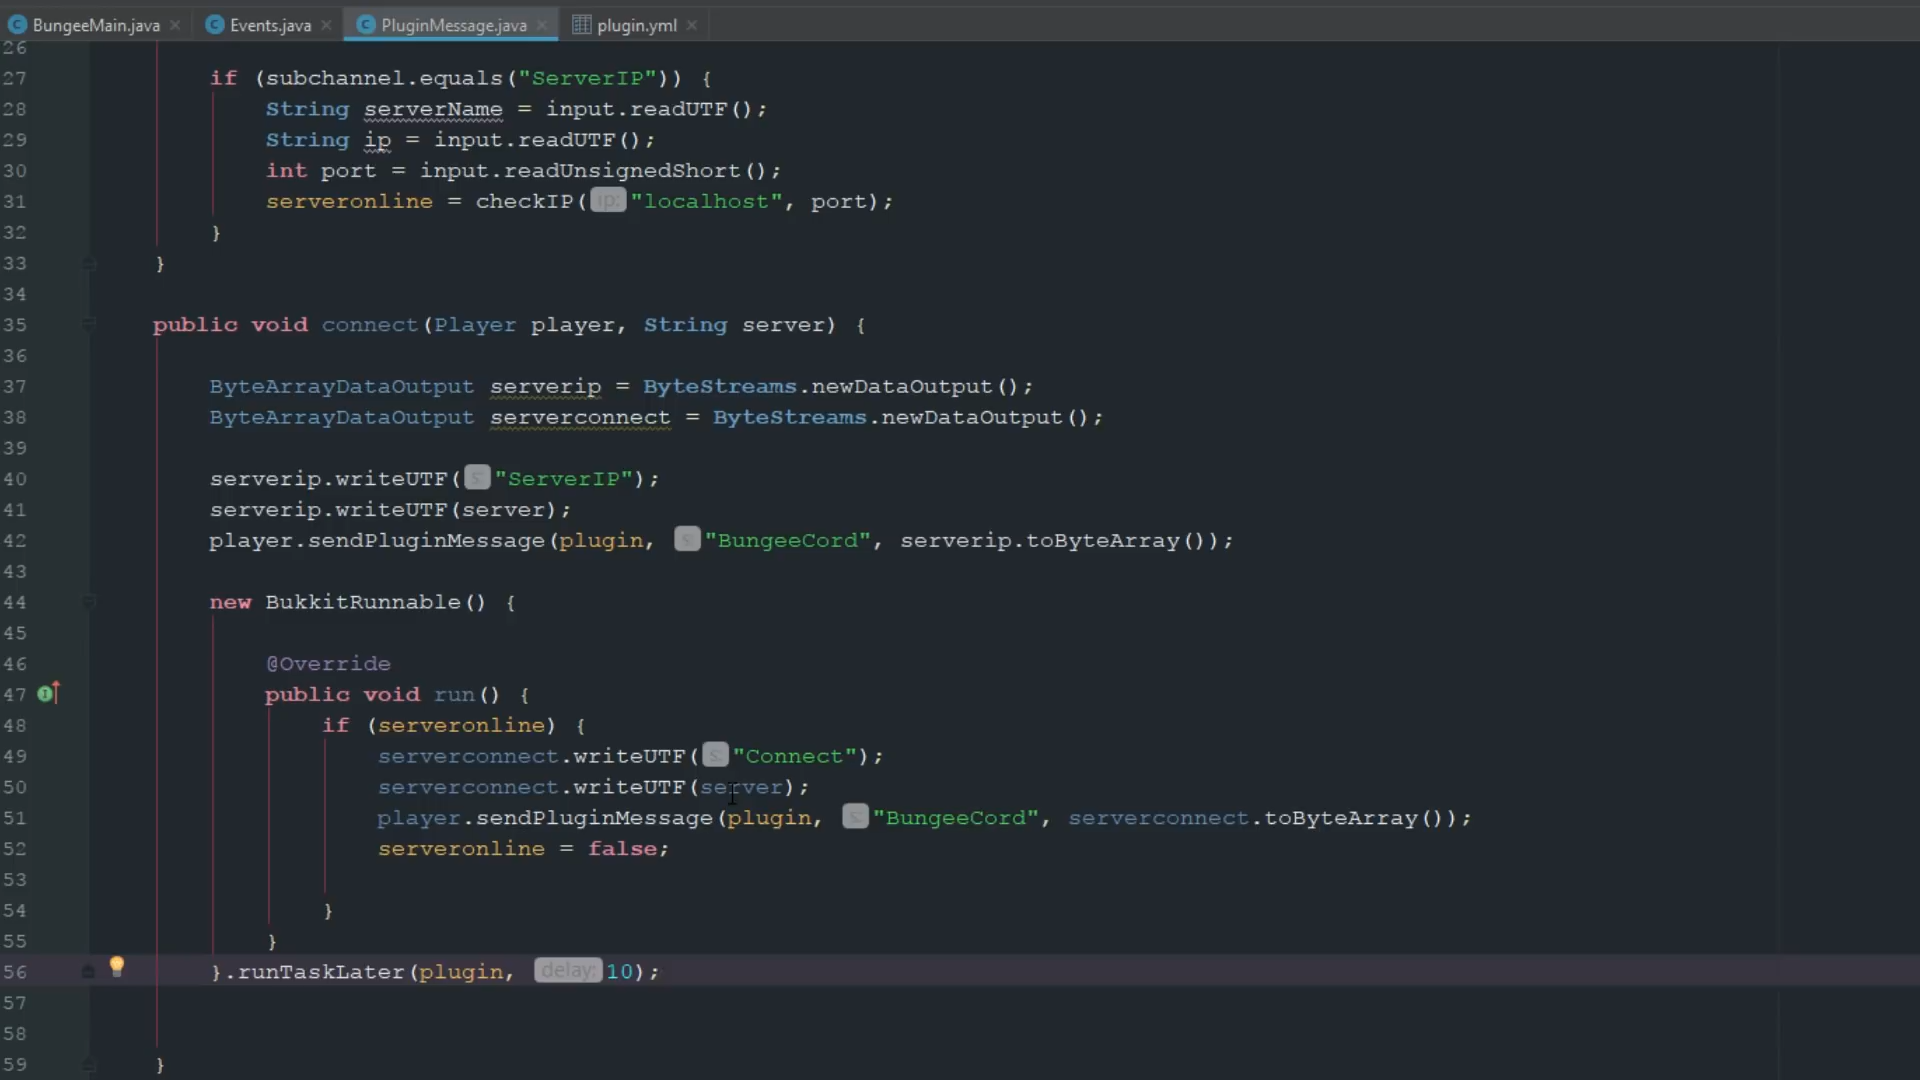 BungeeMain.java Events.java PluginMessage.java plugin.yml
26
27 if (subchannel.equals("ServerIP")) {
28 String serverName = input.readUTF();
29 String ip = input.readUTF();
30 int port = input.readUnsignedShort();
31 serveronline = checkIP( ip: "localhost", port);
32 }
33 }
34
35 public void connect(Player player, String server) {
36
37 ByteArrayDataOutput serverip = ByteStreams.newDataOutput();
38 ByteArrayDataOutput serverconnect = ByteStreams.newDataOutput();
39
40 serverip.writeUTF( s: "ServerIP");
41 serverip.writeUTF(server);
42 player.sendPluginMessage(plugin, s: "BungeeCord", serverip.toByteArray());
43
44 new BukkitRunnable() {
45
46 @Override
47 public void run() {
48 if (serveronline) {
49 serverconnect.writeUTF( s: "Connect");
50 serverconnect.writeUTF(server);
51 player.sendPluginMessage(plugin, s: "BungeeCord", serverconnect.toByteArray());
52 serveronline = false;
53
54 }
55 }
56 }.runTaskLater(plugin, delay: 10);
57
58
59 }